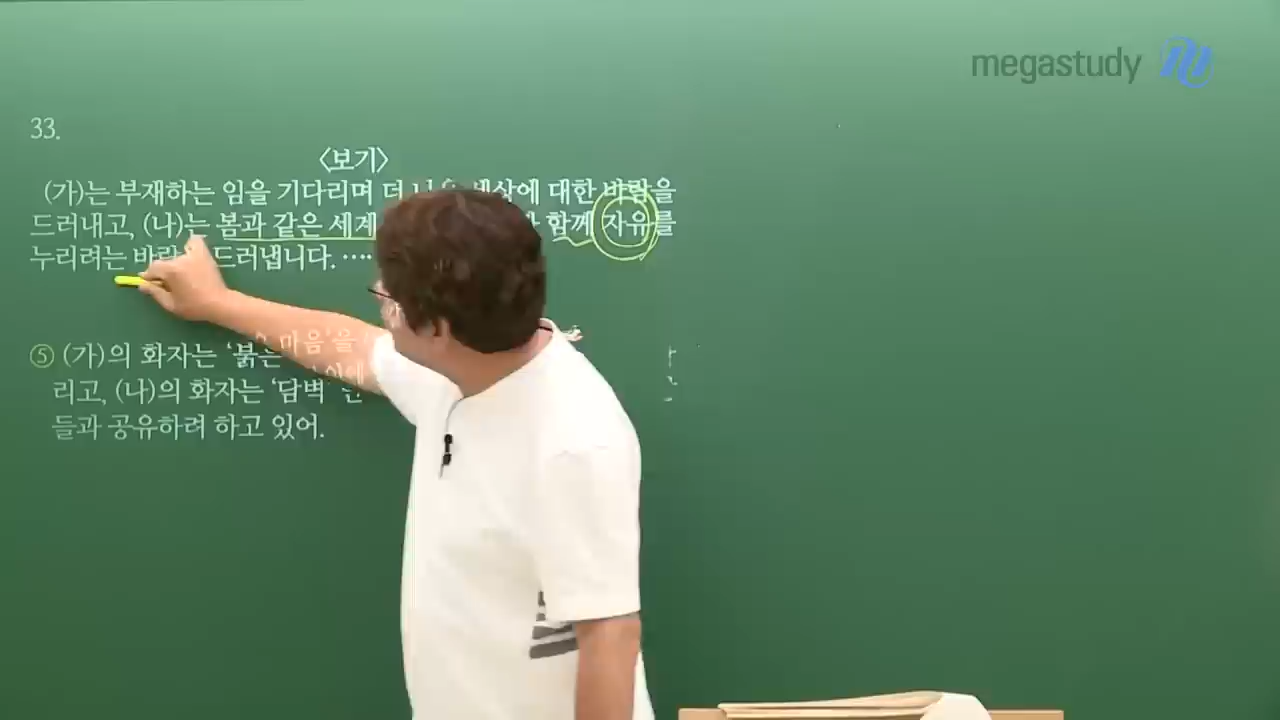 megastudy
33.
<보기>
(가)는 부재하는 임을 기다리며 더 세상에 대한 바람을
드러내고, (나)는 봄과 같은 세계 함께 자유를
누리려는 드러냅니다. ····
⑤ (가)의 화자는 '붉은 마음'을
리고, (나)의 화자는 '담벽'
들과 공유하려 하고 있어.